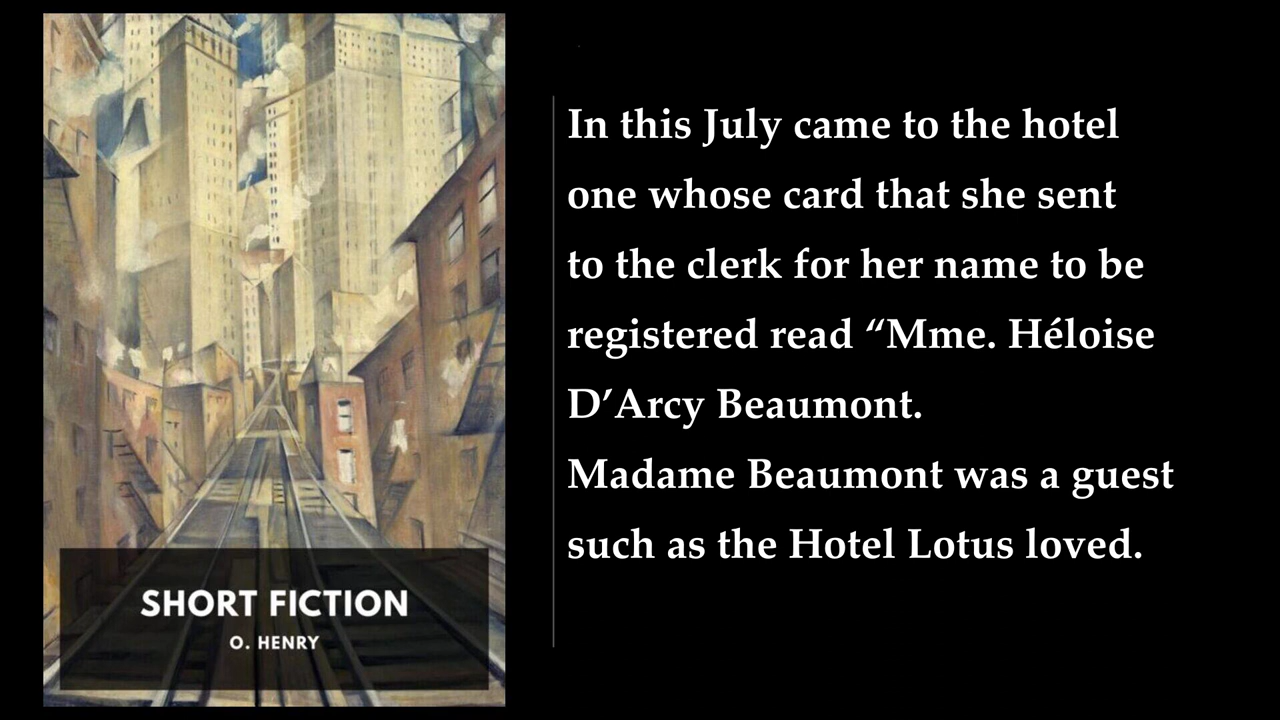 SHORT FICTION
O. HENRY
In this July came to the hotel
one whose card that she sent
to the clerk for her name to be
registered read “Mme. Héloise
D’Arcy Beaumont.
Madame Beaumont was a guest
such as the Hotel Lotus loved.